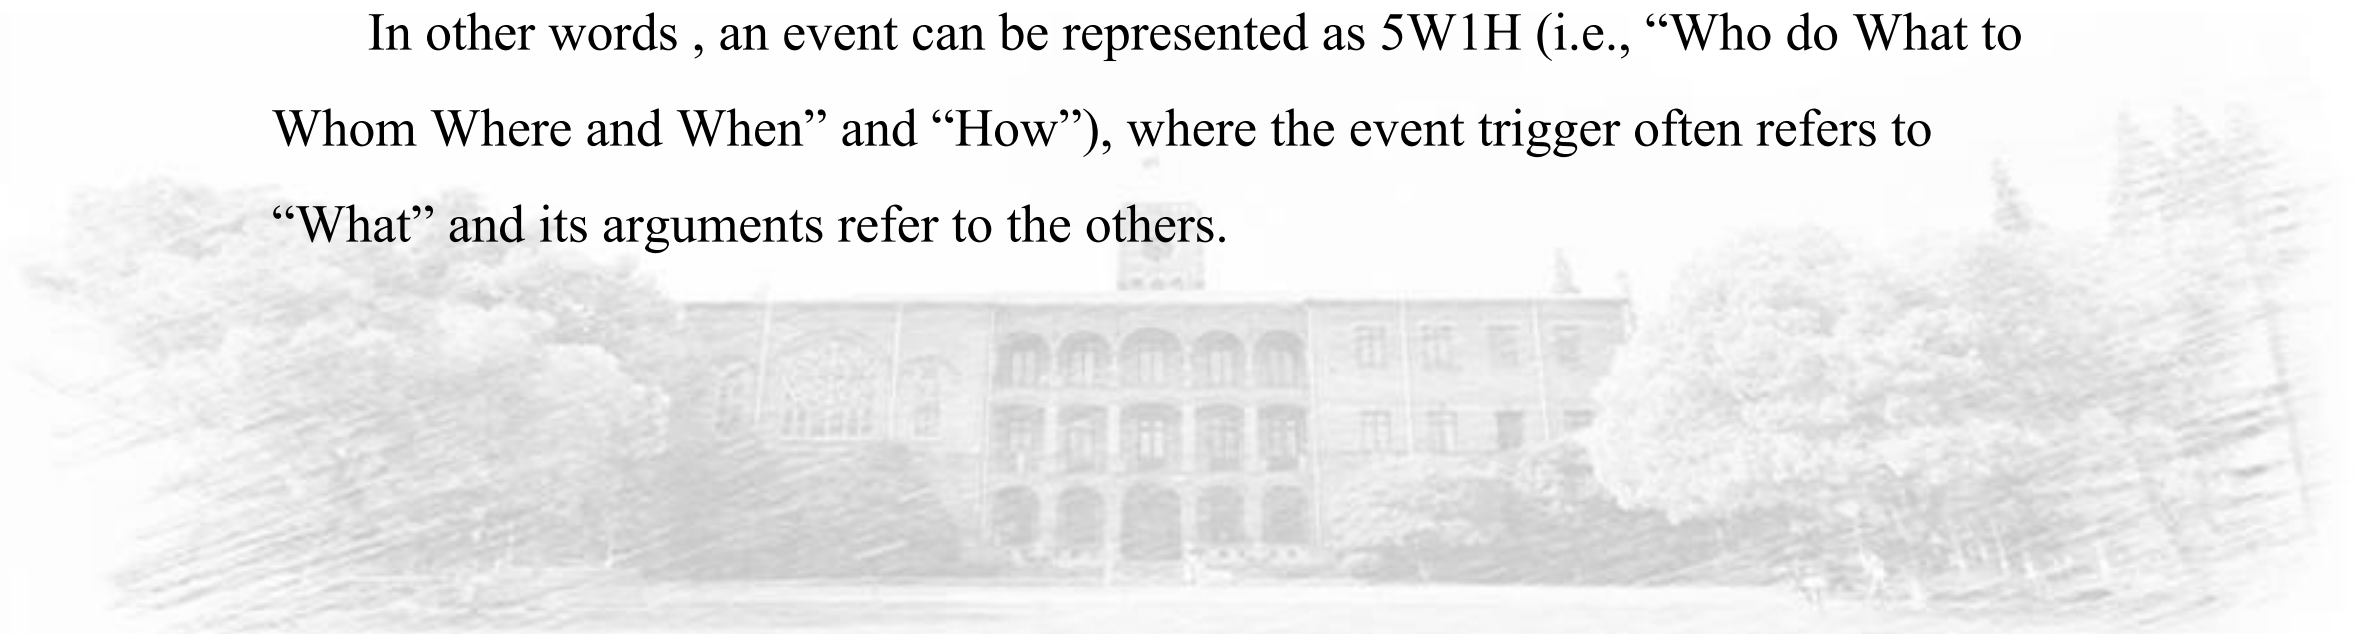 In other words , an event can be represented as 5W1H (i.e., “Who do What to
Whom Where and When” and “How”), where the event trigger often refers to
“What” and its arguments refer to the others.